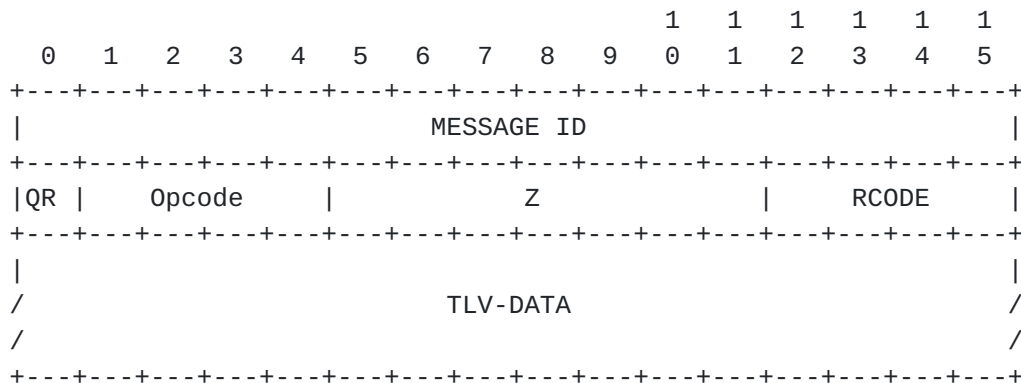 1   1   1   1   1   1
  0   1   2   3   4   5   6   7   8   9   0   1   2   3   4   5
+---+---+---+---+---+---+---+---+---+---+---+---+---+---+---+---+
|                          MESSAGE ID                           |
+---+---+---+---+---+---+---+---+---+---+---+---+---+---+---+---+
|QR |    Opcode     |            Z              |     RCODE     |
+---+---+---+---+---+---+---+---+---+---+---+---+---+---+---+---+
|                                                               |
/                           TLV-DATA                            /
/                                                               /
+---+---+---+---+---+---+---+---+---+---+---+---+---+---+---+---+